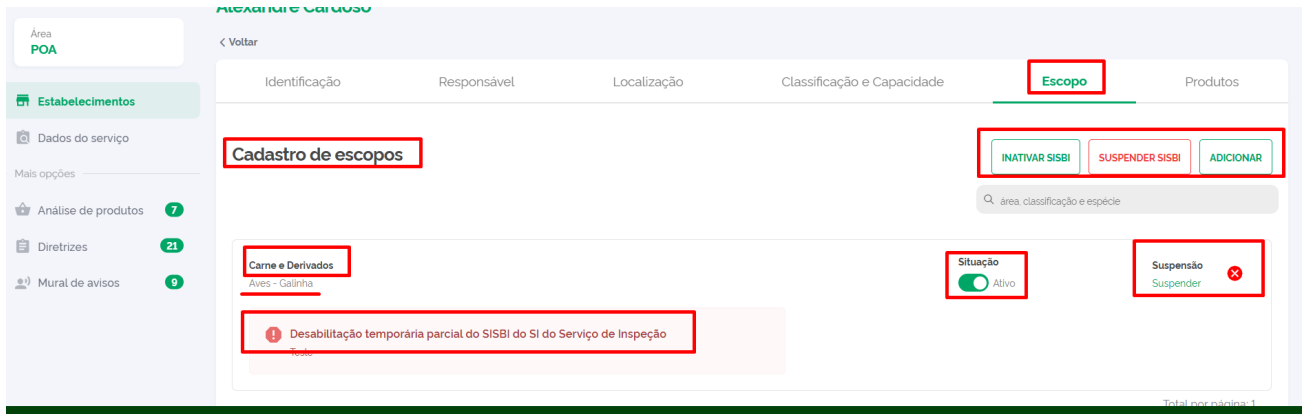 Alexandre Cardoso
Área
POA
< Voltar
Identificação
Responsável
Localização
Classificação e Capacidade
Escopo
Produtos
Estabelecimentos
Dados do serviço
Mais opções
Análise de produtos 7
Diretrizes 21
Mural de avisos 9
Cadastro de escopos
INATIVAR SISBI
SUSPENDER SISBI
ADICIONAR
área, classificação e espécie
Carne e Derivados
Aves - Galinha
Situação
Ativo
Suspensão
Suspender
Desabilitação temporária parcial do SISBI do SI do Serviço de Inspeção
Teste
Total por página: 1